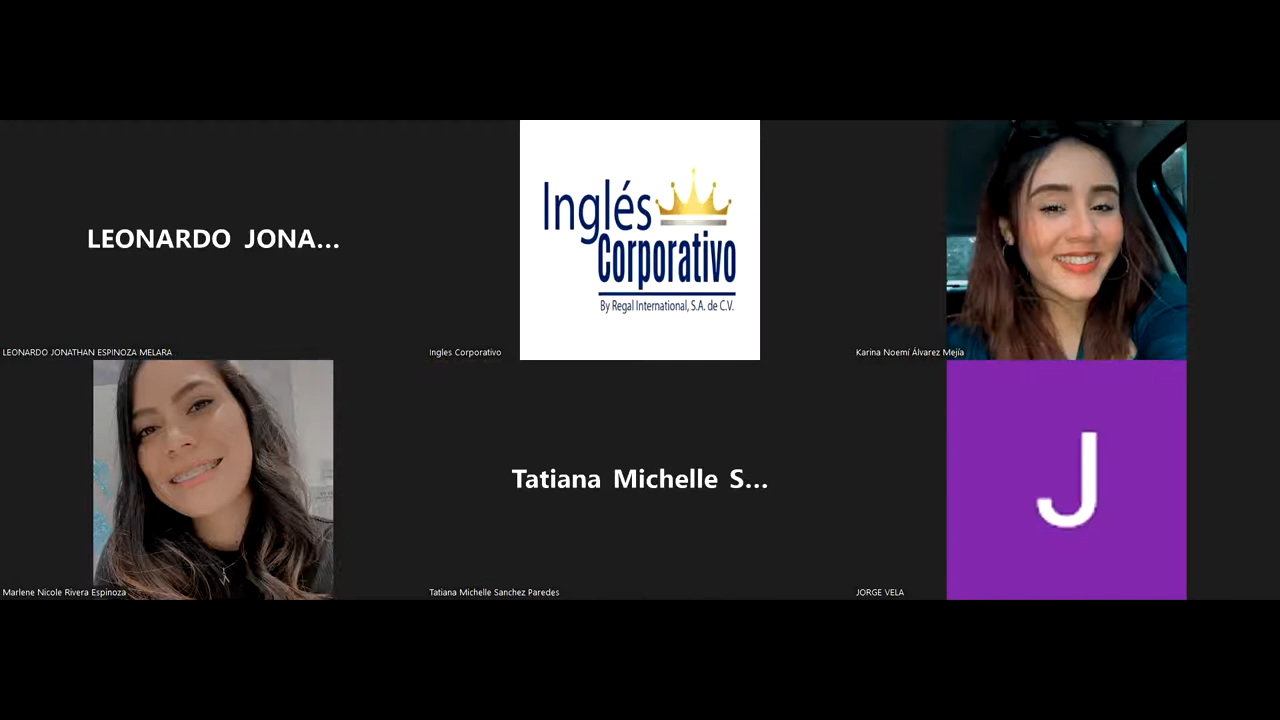 LEONARDO JONA...
LEONARDO JONATHAN ESPINOZA MELARA
Inglés
Corporativo
By Regal International, S.A. de C.V.
Ingles Corporativo
Karina Noemí Álvarez Mejía
Marlene Nicole Rivera Espinoza
Tatiana Michelle S...
Tatiana Michelle Sanchez Paredes
J
JORGE VELA